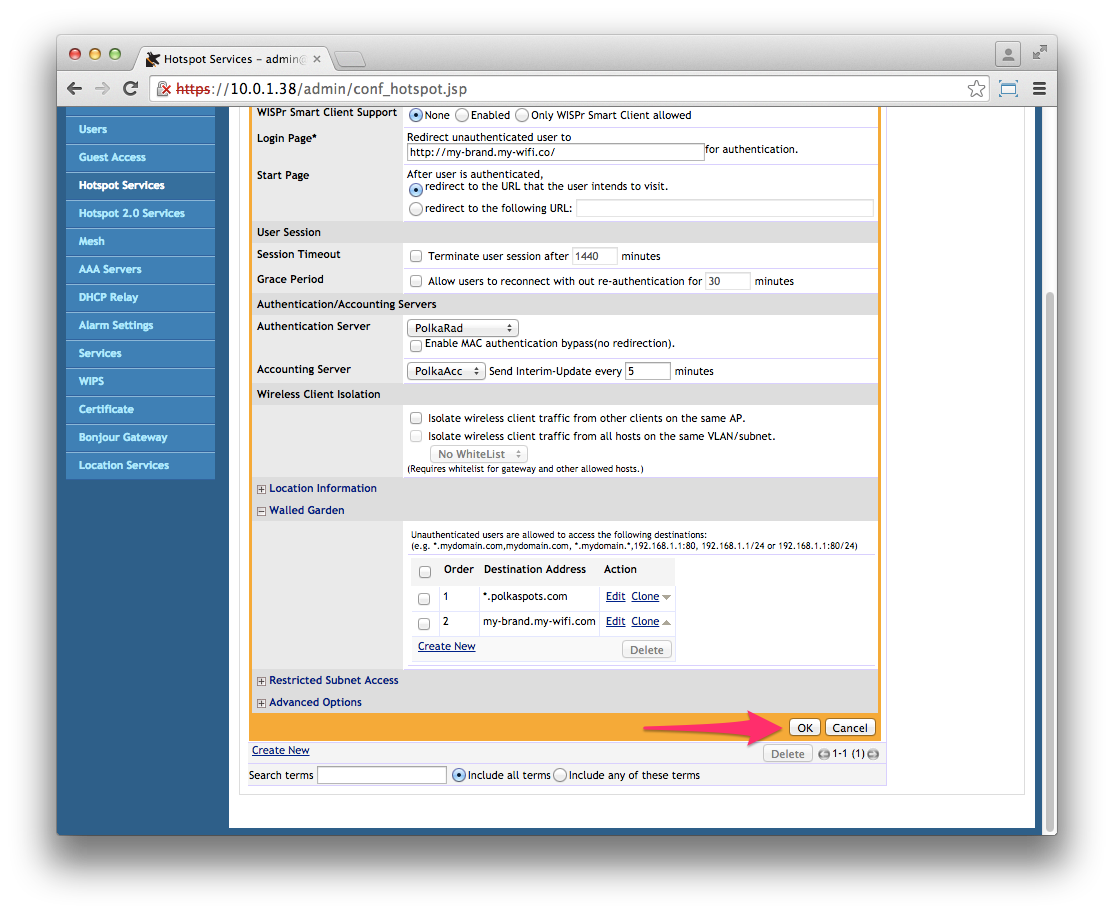 Hotspot Services – admin@
https://10.0.1.38/admin/conf_hotspot.jsp
Users
Guest Access
Hotspot Services
Hotspot 2.0 Services
Mesh
AAA Servers
DHCP Relay
Alarm Settings
Services
WIPS
Certificate
Bonjour Gateway
Location Services
WISPr Smart Client Support None Enabled Only WISPr Smart Client allowed
Login Page* Redirect unauthenticated user to
http://my-brand.my-wifi.co/ for authentication.
Start Page After user is authenticated,
redirect to the URL that the user intends to visit.
redirect to the following URL:
User Session
Session Timeout Terminate user session after 1440 minutes
Grace Period Allow users to reconnect with out re-authentication for 30 minutes
Authentication/Accounting Servers
Authentication Server PolkaRad
Enable MAC authentication bypass(no redirection).
Accounting Server PolkaAcc Send Interim-Update every 5 minutes
Wireless Client Isolation
Isolate wireless client traffic from other clients on the same AP.
Isolate wireless client traffic from all hosts on the same VLAN/subnet.
No WhiteList
(Requires whitelist for gateway and other allowed hosts.)
Location Information
Walled Garden
Unauthenticated users are allowed to access the following destinations:
(e.g. *.mydomain.com,mydomain.com, *.mydomain.*,192.168.1.1:80, 192.168.1.1/24 or 192.168.1.1:80/24)
Order Destination Address Action
1 *.polkaspots.com Edit Clone
2 my-brand.my-wifi.com Edit Clone
Create New Delete
Restricted Subnet Access
Advanced Options
OK Cancel
Create New Delete 1-1 (1)
Search terms Include all terms Include any of these terms